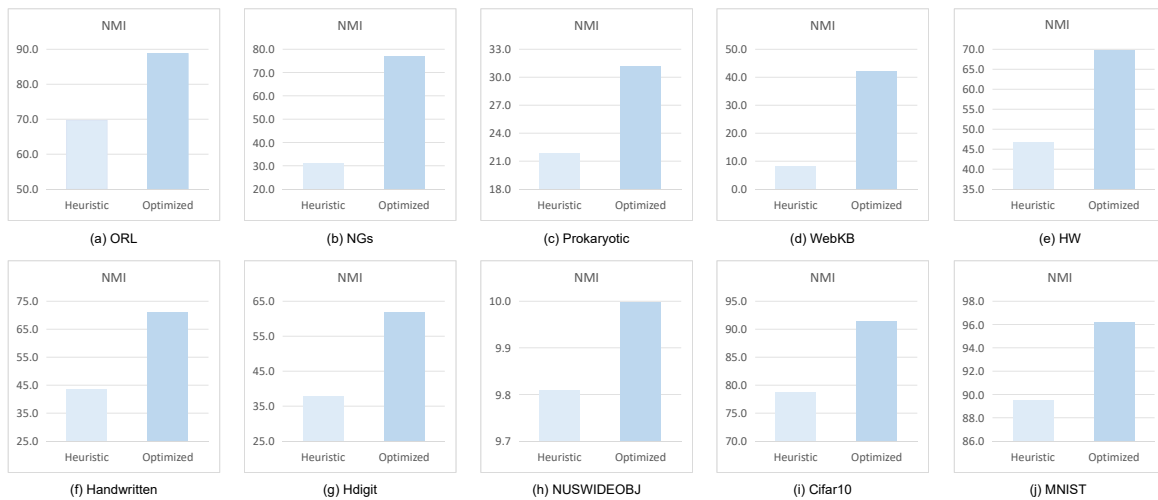 NMI
90.0
80.0
70.0
60.0
50.0
Heuristic Optimized
(a) ORL
NMI
80.0
70.0
60.0
50.0
40.0
30.0
20.0
Heuristic Optimized
(b) NGs
NMI
33.0
30.0
27.0
24.0
21.0
18.0
Heuristic Optimized
(c) Prokaryotic
NMI
50.0
40.0
30.0
20.0
10.0
0.0
Heuristic Optimized
(d) WebKB
NMI
70.0
65.0
60.0
55.0
50.0
45.0
40.0
35.0
Heuristic Optimized
(e) HW
NMI
75.0
65.0
55.0
45.0
35.0
25.0
Heuristic Optimized
(f) Handwritten
NMI
65.0
55.0
45.0
35.0
25.0
Heuristic Optimized
(g) Hdigit
NMI
10.0
9.9
9.8
9.7
Heuristic Optimized
(h) NUSWIDEOBJ
NMI
95.0
90.0
85.0
80.0
75.0
70.0
Heuristic Optimized
(i) Cifar10
NMI
98.0
96.0
94.0
92.0
90.0
88.0
86.0
Heuristic Optimized
(j) MNIST